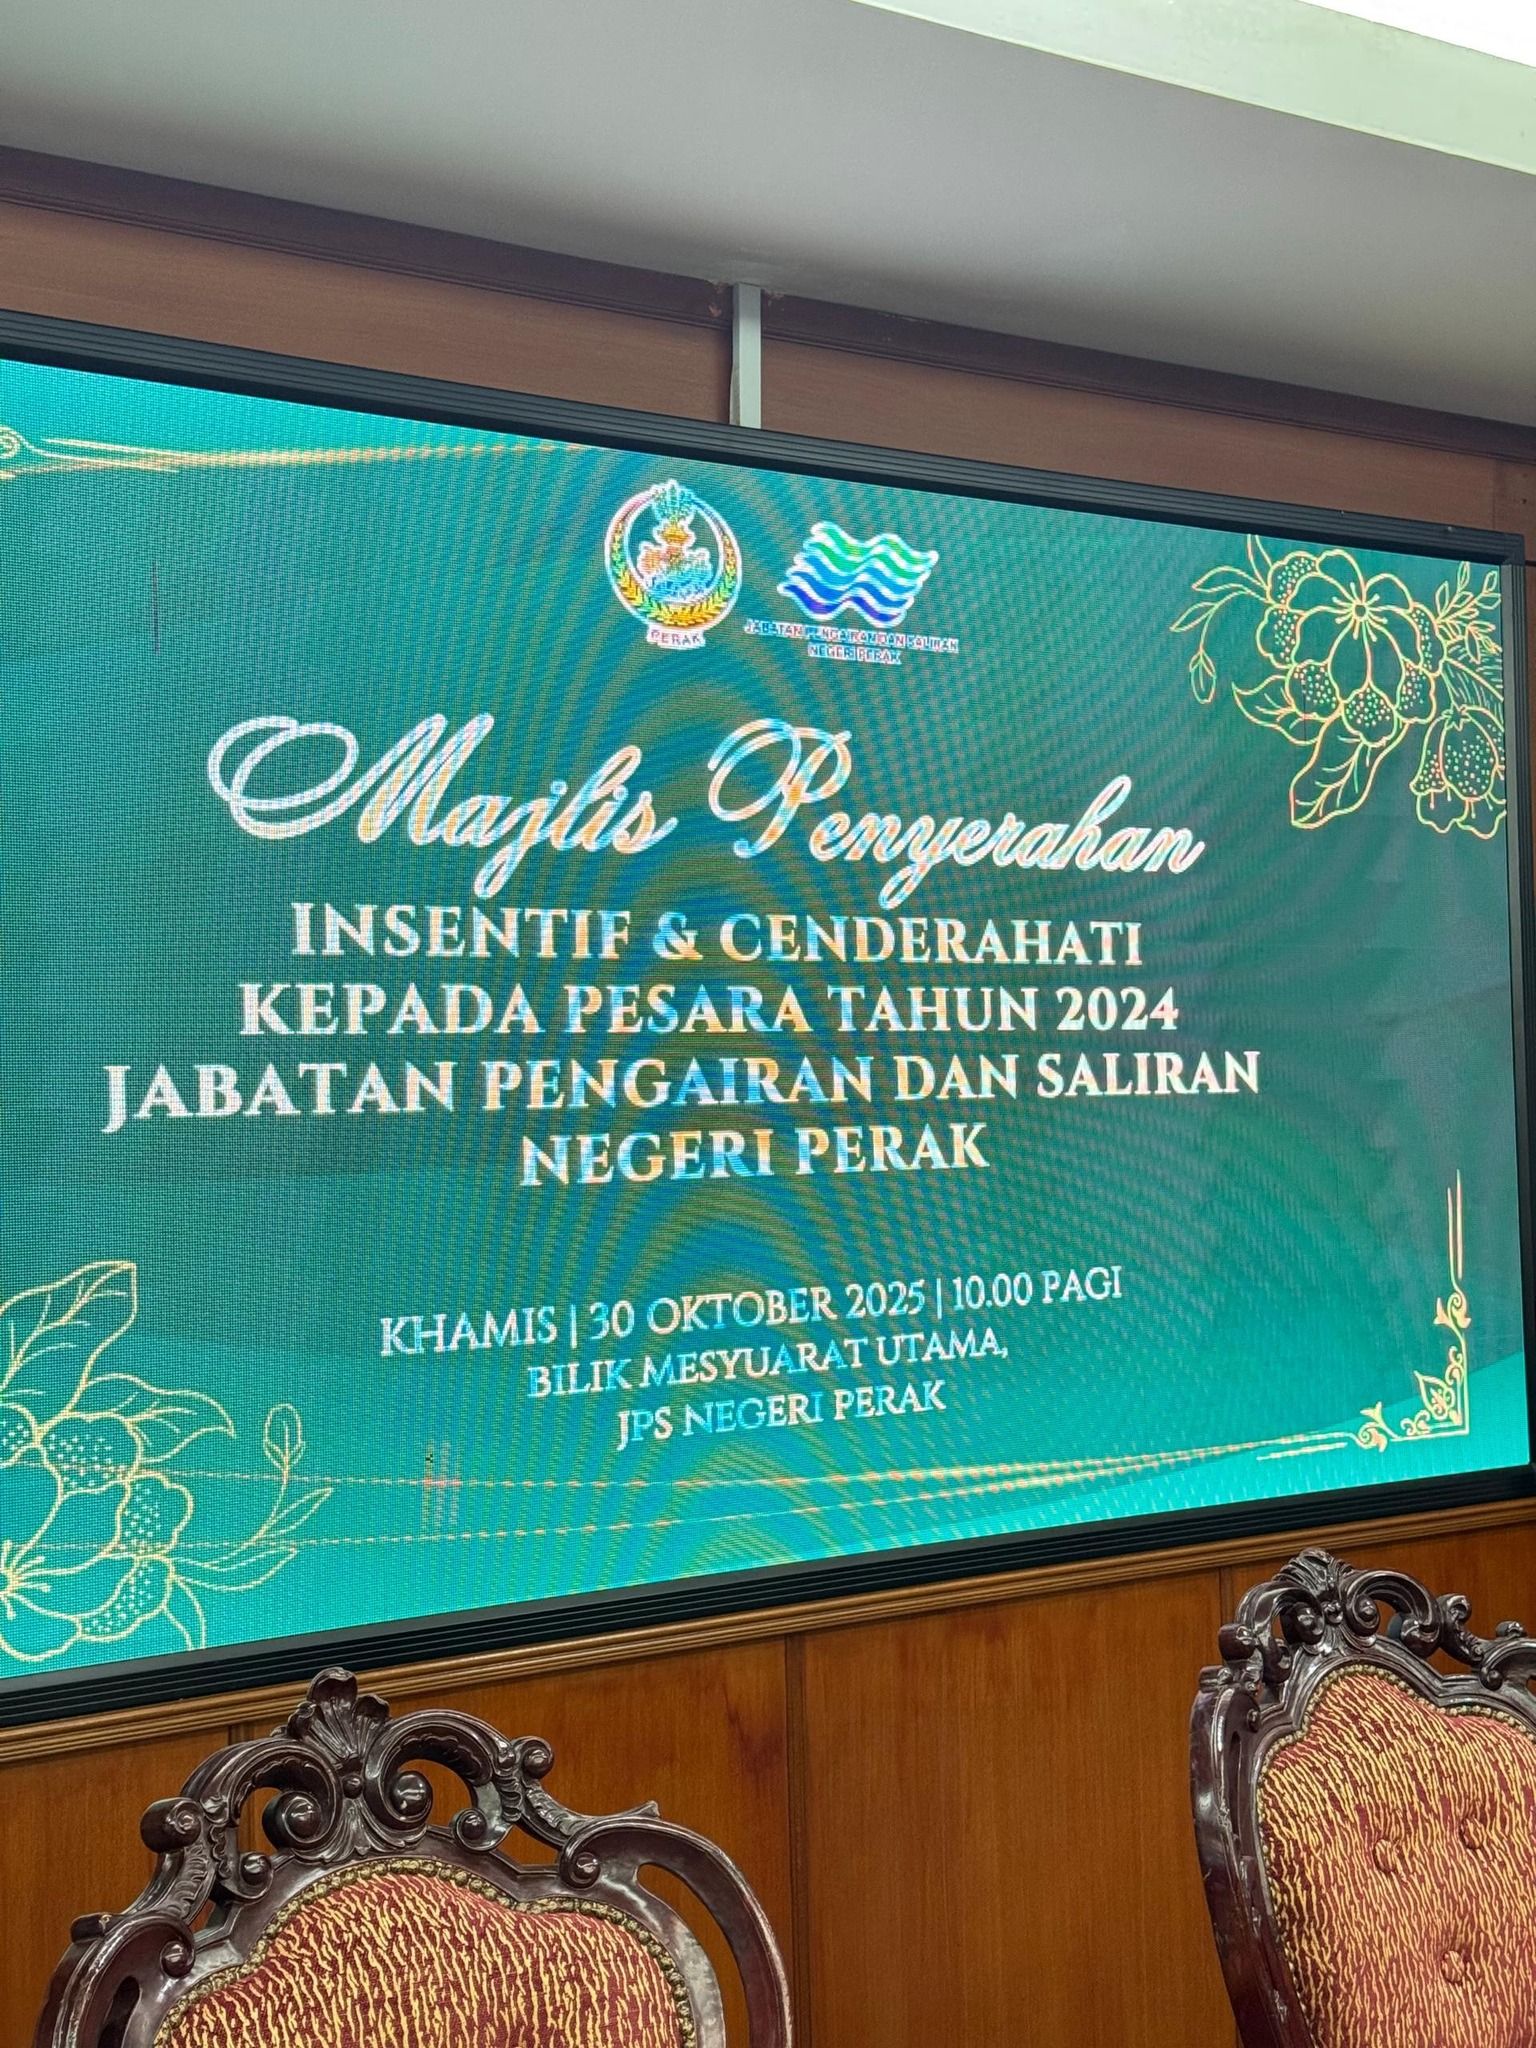 PERAK
JABATAN PENGAIRAN DAN SALIRAN
NEGERI PERAK
Majlis Penyerahan
INSENTIF & CENDERAHATI
KEPADA PESARA TAHUN 2024
JABATAN PENGAIRAN DAN SALIRAN
NEGERI PERAK
KHAMIS | 30 OKTOBER 2025 | 10.00 PAGI
BILIK MESYUARAT UTAMA,
JPS NEGERI PERAK